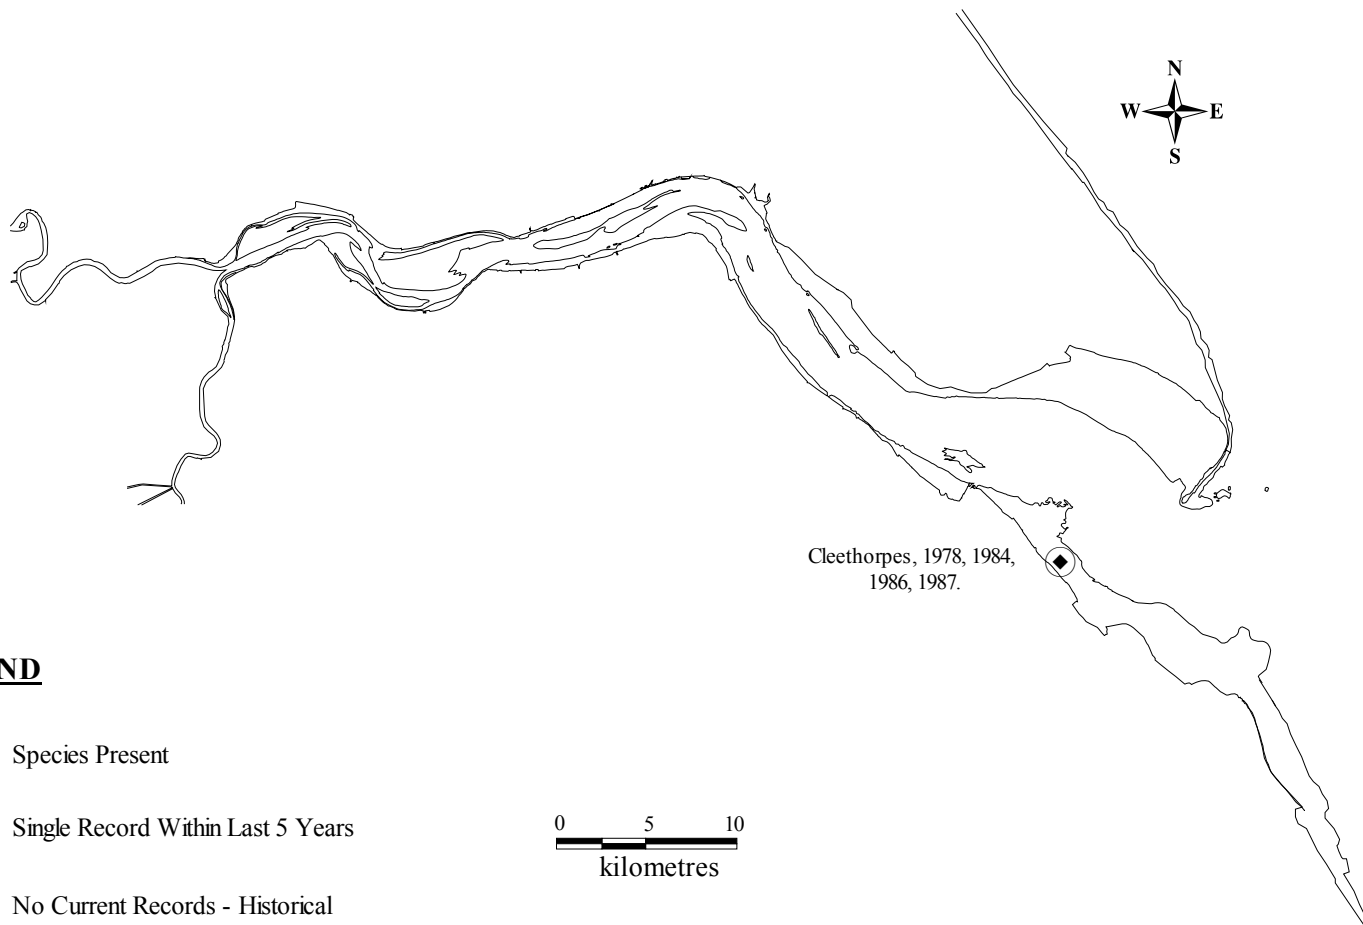 N
W E
S
Cleethorpes, 1978, 1984,
1986, 1987.
ND
Species Present
Single Record Within Last 5 Years
No Current Records - Historical
0 5 10
kilometres